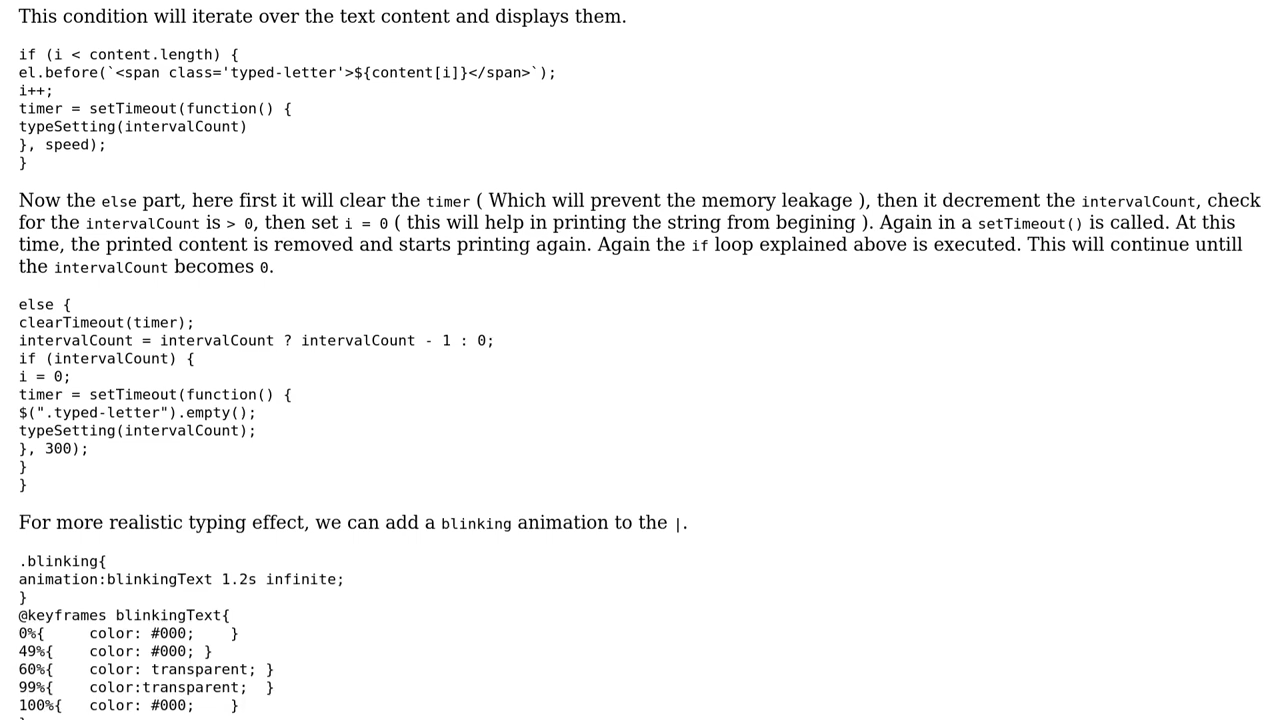 This condition will iterate over the text content and displays them.
if (i < content.length) {
el.before(`<span class='typed-letter'>${content[i]}</span>`);
i++;
timer = setTimeout(function() {
typeSetting(intervalCount)
}, speed);
}
Now the else part, here first it will clear the timer ( Which will prevent the memory leakage ), then it decrement the intervalCount, check
for the intervalCount is > 0, then set i = 0 ( this will help in printing the string from begining ). Again in a setTimeout() is called. At this
time, the printed content is removed and starts printing again. Again the if loop explained above is executed. This will continue untill
the intervalCount becomes 0.
else {
clearTimeout(timer);
intervalCount = intervalCount ? intervalCount - 1 : 0;
if (intervalCount) {
i = 0;
timer = setTimeout(function() {
$(".typed-letter").empty();
typeSetting(intervalCount);
}, 300);
}
}
For more realistic typing effect, we can add a blinking animation to the |.
.blinking{
animation:blinkingText 1.2s infinite;
}
@keyframes blinkingText{
0%{     color: #000;    }
49%{    color: #000; }
60%{    color: transparent; }
99%{    color:transparent;  }
100%{   color: #000;    }
}